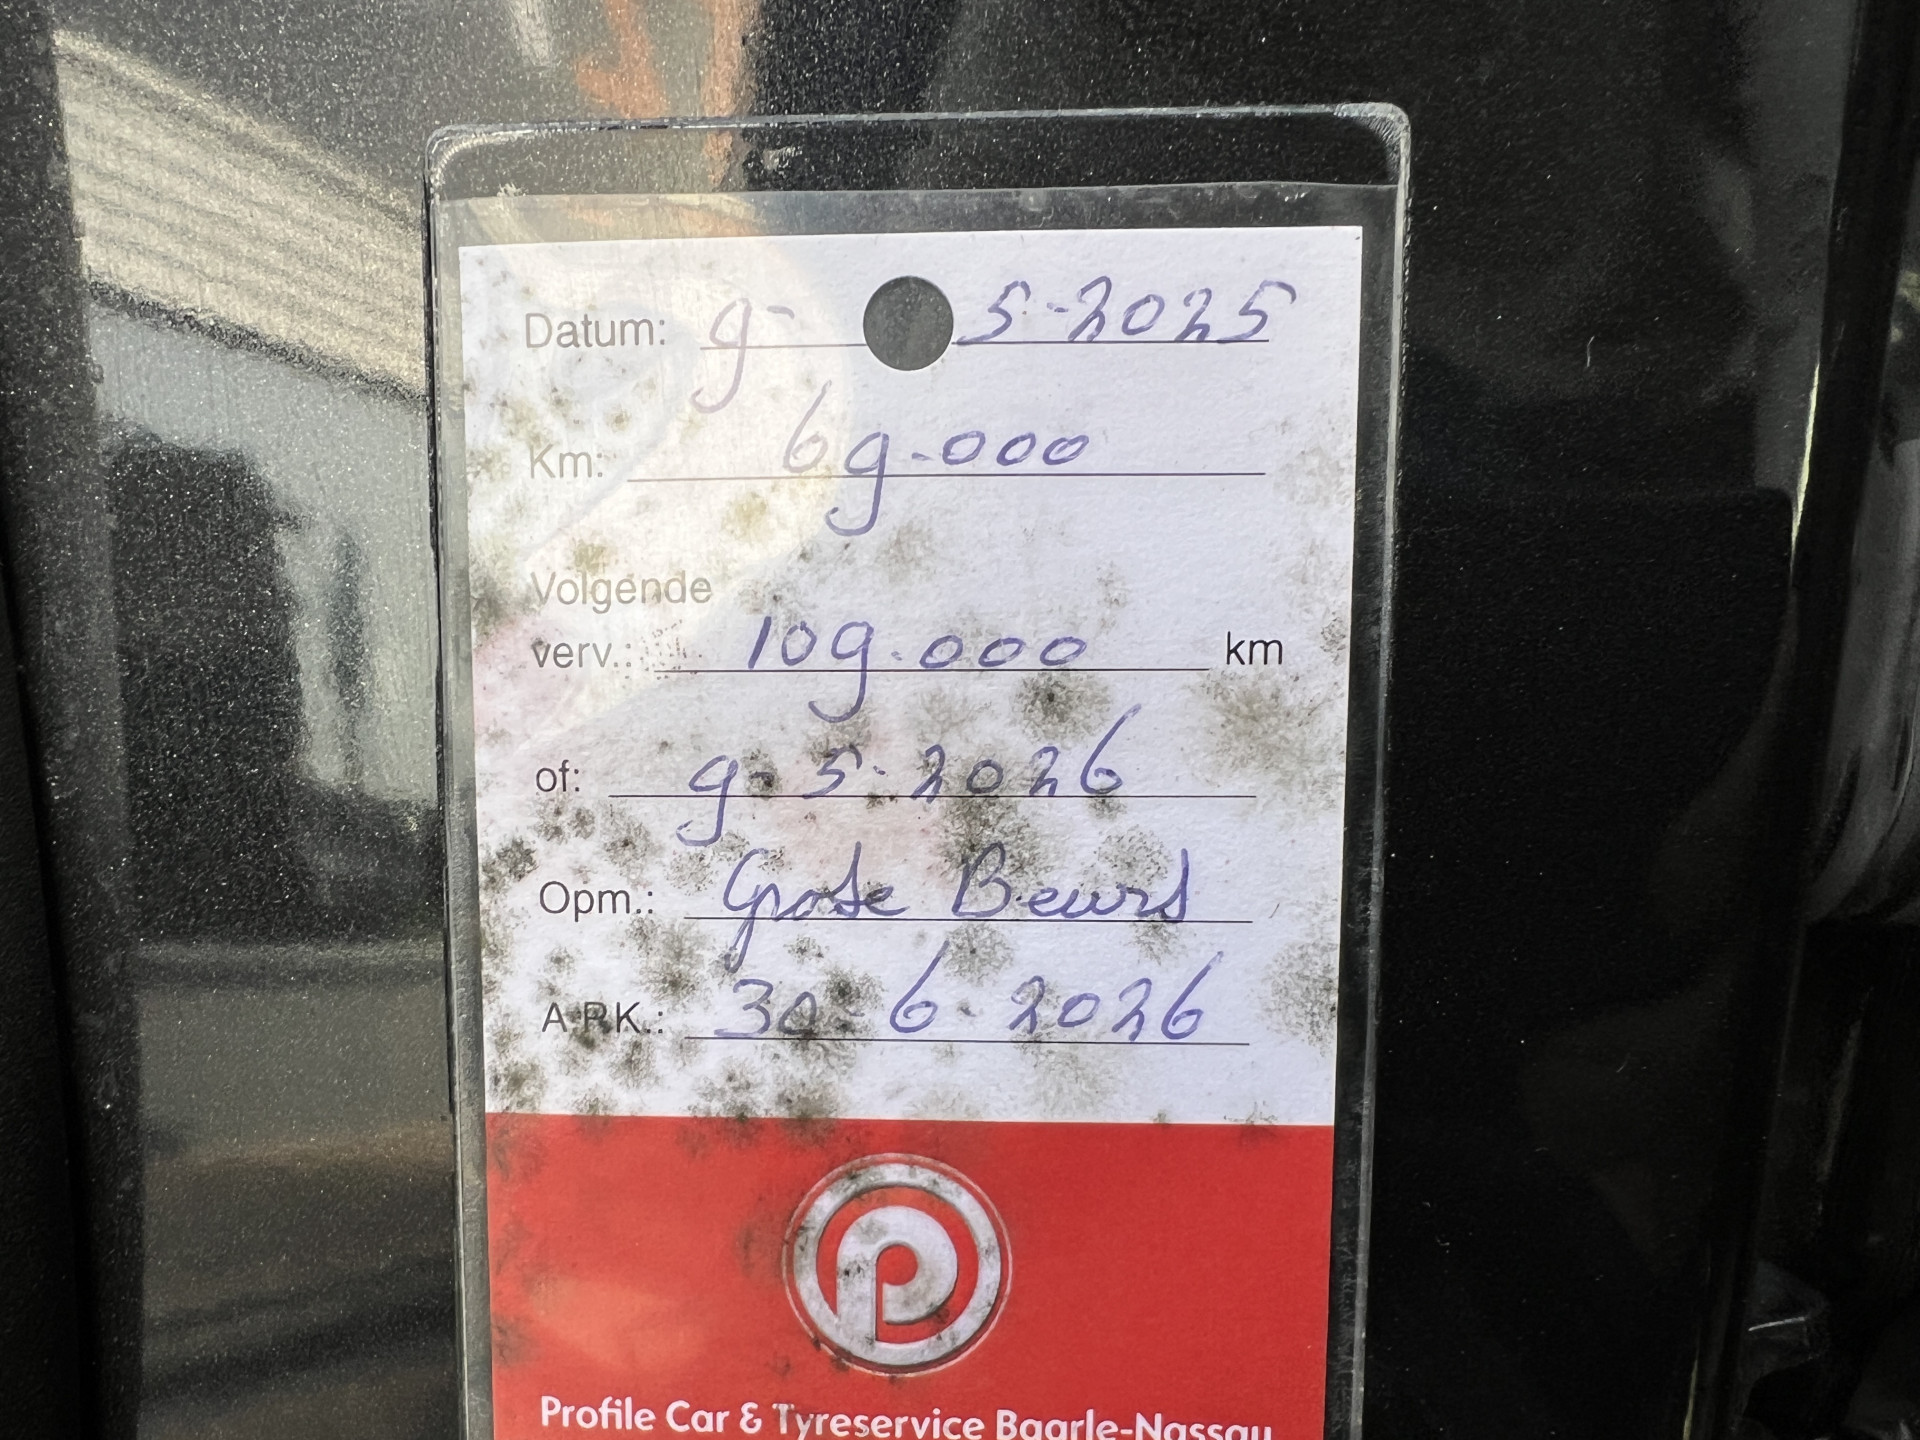 Datum: 9- 5-2025
Km: 69.000
Volgende
verv.: 109.000 km
of: 9-5-2026
Opm.: Grote Beurt
A.P.K.: 30-6-2026
Profile Car & Tyreservice Baarle-Nassau